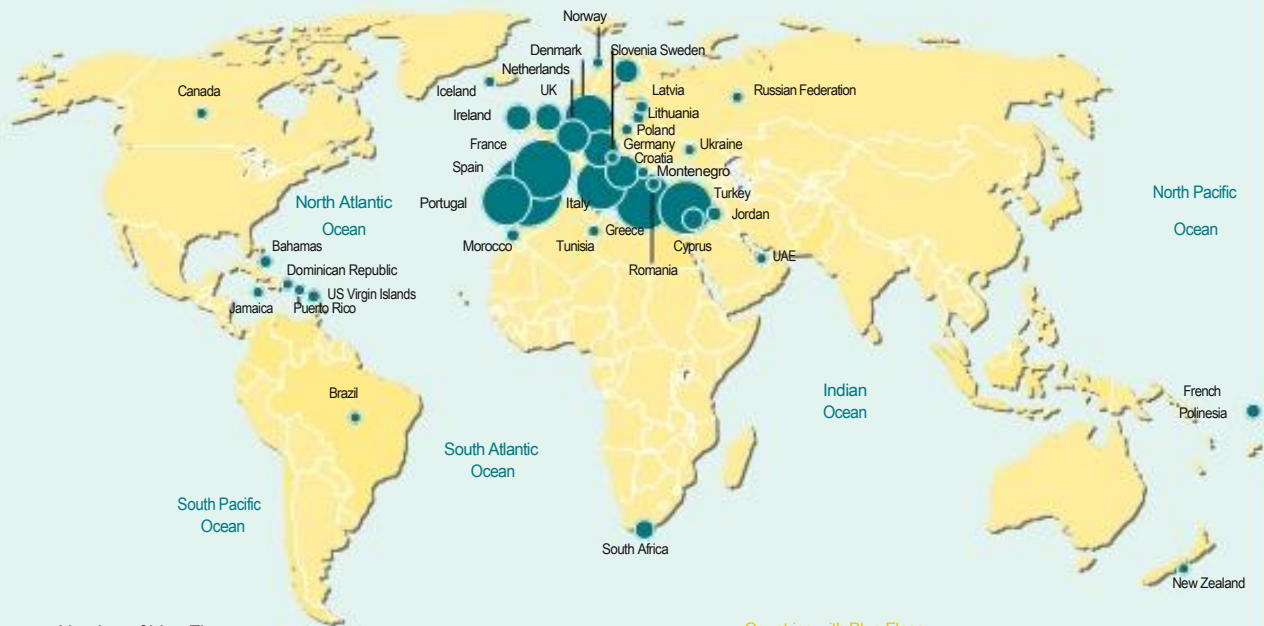 Norway
Denmark
Slovenia Sweden
Netherlands
Canada
Iceland
UK
Latvia
Russian Federation
Ireland
Lithuania
Poland
France
Germany
Ukraine
Croatia
Spain
Montenegro
North Pacific
Ocean
North Atlantic
Ocean
Portugal
Italy
Turkey
Jordan
Greece
Morocco
Tunisia
Cyprus
Bahamas
UAE
Romania
Dominican Republic
US Virgin Islands
Jamaica
Puerto Rico
Brazil
Indian
Ocean
French
Polinesia
South Atlantic
Ocean
South Pacific
Ocean
South Africa
New Zealand